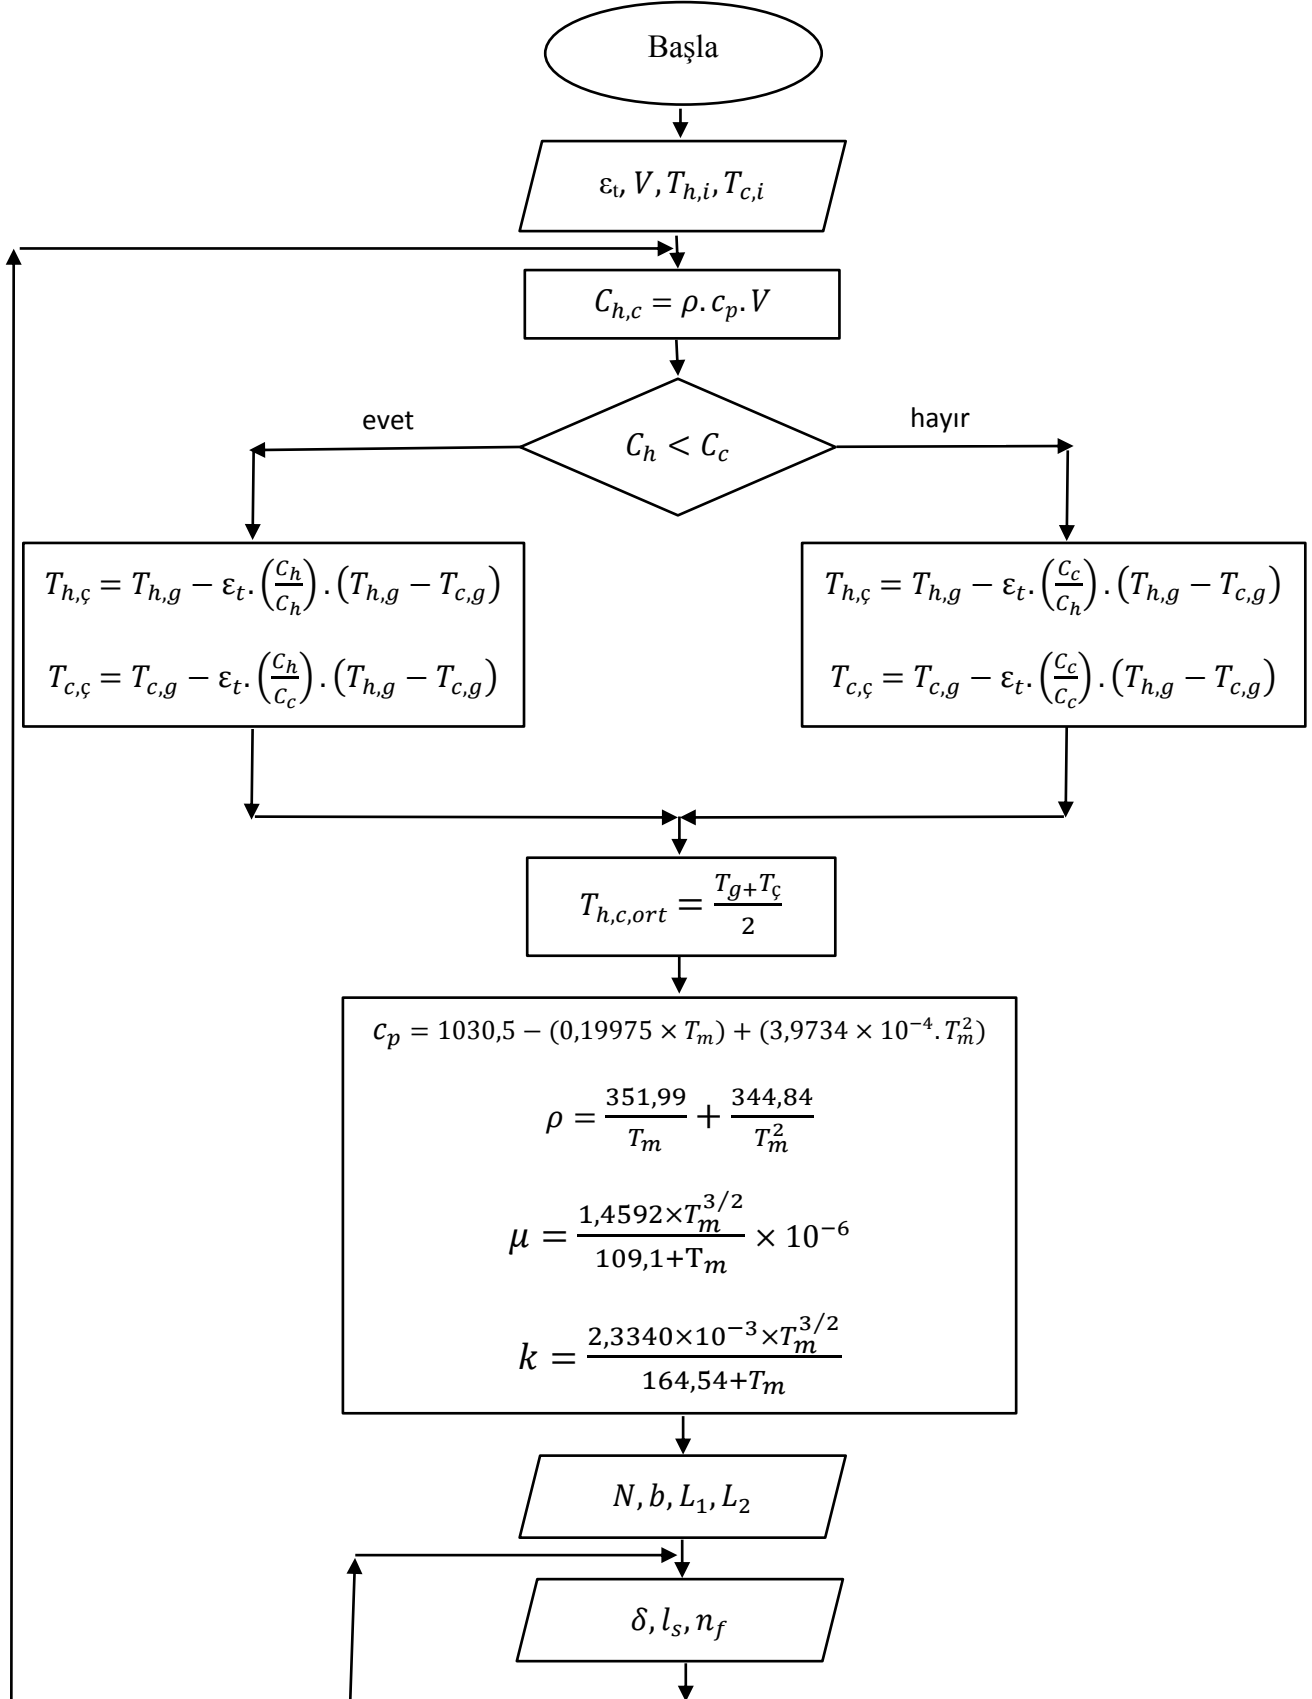 Başla
εₜ, V, T_{h,i}, T_{c,i}
C_{h,c} = ρ. c_p. V
evet
hayır
C_h < C_c
T_{h,ç} = T_{h,g} − ε_t. (C_h/C_h). (T_{h,g} − T_{c,g})
T_{c,ç} = T_{c,g} − ε_t. (C_h/C_c). (T_{h,g} − T_{c,g})
T_{h,ç} = T_{h,g} − ε_t. (C_c/C_h). (T_{h,g} − T_{c,g})
T_{c,ç} = T_{c,g} − ε_t. (C_c/C_c). (T_{h,g} − T_{c,g})
T_{h,c,ort} = (T_{g+}T_ç)/2
c_p = 1030,5 − (0,19975 × T_m) + (3,9734 × 10^{−4}. T_m^2)
ρ = 351,99/T_m + 344,84/T_m^2
μ = (1,4592×T_m^{3/2})/(109,1+T_m) × 10^{−6}
k = (2,3340×10^{−3}×T_m^{3/2})/(164,54+T_m)
N, b, L_1, L_2
δ, l_s, n_f